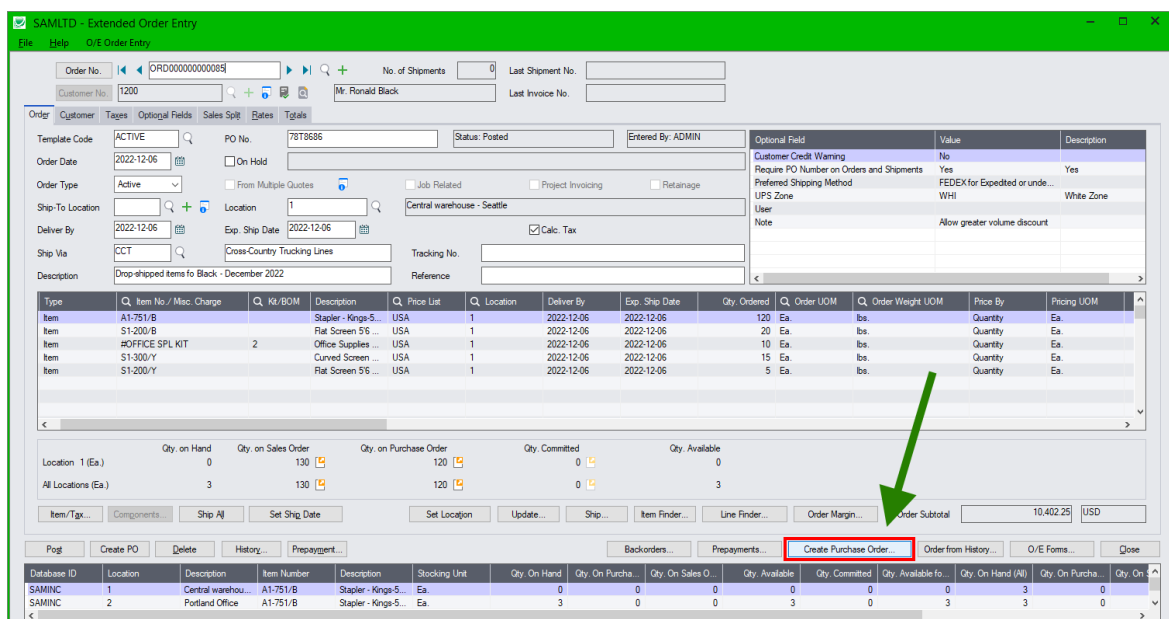 SAMLTD - Extended Order Entry
File Help O/E Order Entry
Order No. ORD000000000085 No. of Shipments 0 Last Shipment No.
Customer No. 1200 Mr. Ronald Black Last Invoice No.
Order Customer Taxes Optional Fields Sales Split Rates Totals
Template Code ACTIVE PO No. 78T8686 Status: Posted Entered By: ADMIN
Order Date 2022-12-06 On Hold
Order Type Active From Multiple Quotes Job Related Project Invoicing Retainage
Ship-To Location Location 1 Central warehouse - Seattle
Deliver By 2022-12-06 Exp. Ship Date 2022-12-06 Calc. Tax
Ship Via CCT Cross-Country Trucking Lines Tracking No.
Description Drop-shipped items fo Black - December 2022 Reference
Optional Field Value Description
Customer Credit Warning No
Require PO Number on Orders and Shipments Yes Yes
Preferred Shipping Method FEDEX for Expedited or unde...
UPS Zone WHI White Zone
User
Note Allow greater volume discount
Type Item No./ Misc. Charge Kit/BOM Description Price List Location Deliver By Exp. Ship Date Qty. Ordered Order UOM Order Weight UOM Price By Pricing UOM
Item A1-751/B Stapler - Kings-5... USA 1 2022-12-06 2022-12-06 120 Ea. lbs. Quantity Ea.
Item S1-200/B Flat Screen 5'6 ... USA 1 2022-12-06 2022-12-06 20 Ea. lbs. Quantity Ea.
Item #OFFICE SPL KIT 2 Office Supplies ... USA 1 2022-12-06 2022-12-06 10 Ea. lbs. Quantity Ea.
Item S1-300/Y Curved Screen ... USA 1 2022-12-06 2022-12-06 15 Ea. lbs. Quantity Ea.
Item S1-200/Y Flat Screen 5'6 ... USA 1 2022-12-06 2022-12-06 5 Ea. lbs. Quantity Ea.
Qty. on Hand Qty. on Sales Order Qty. on Purchase Order Qty. Committed Qty. Available
Location 1 (Ea.) 0 130 120 0 0
All Locations (Ea.) 3 130 120 0 3
Item/Tax... Components... Ship All Set Ship Date Set Location Update... Ship... Item Finder... Line Finder... Order Margin... Order Subtotal 10,402.25 USD
Post Create PO Delete History... Prepayment... Backorders... Prepayments... Create Purchase Order... Order from History... O/E Forms... Close
Database ID Location Description Item Number Description Stocking Unit Qty. On Hand Qty. On Purcha... Qty. On Sales O... Qty. Available Qty. Committed Qty. Available fo... Qty. On Hand (All) Qty. On Purcha... Qty. On
SAMINC 1 Central warehou... A1-751/B Stapler - Kings-5... Ea. 0 0 0 0 0 0 3 0
SAMINC 2 Portland Office A1-751/B Stapler - Kings-5... Ea. 3 0 0 3 0 3 3 0